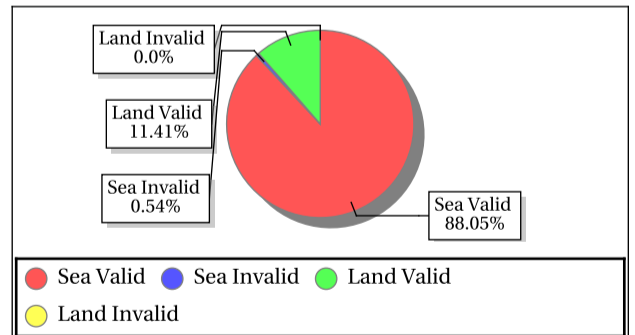 Land Invalid
0.0%
Land Valid
11.41%
Sea Invalid
0.54%
Sea Valid
88.05%
Sea Valid Sea Invalid Land Valid
Land Invalid